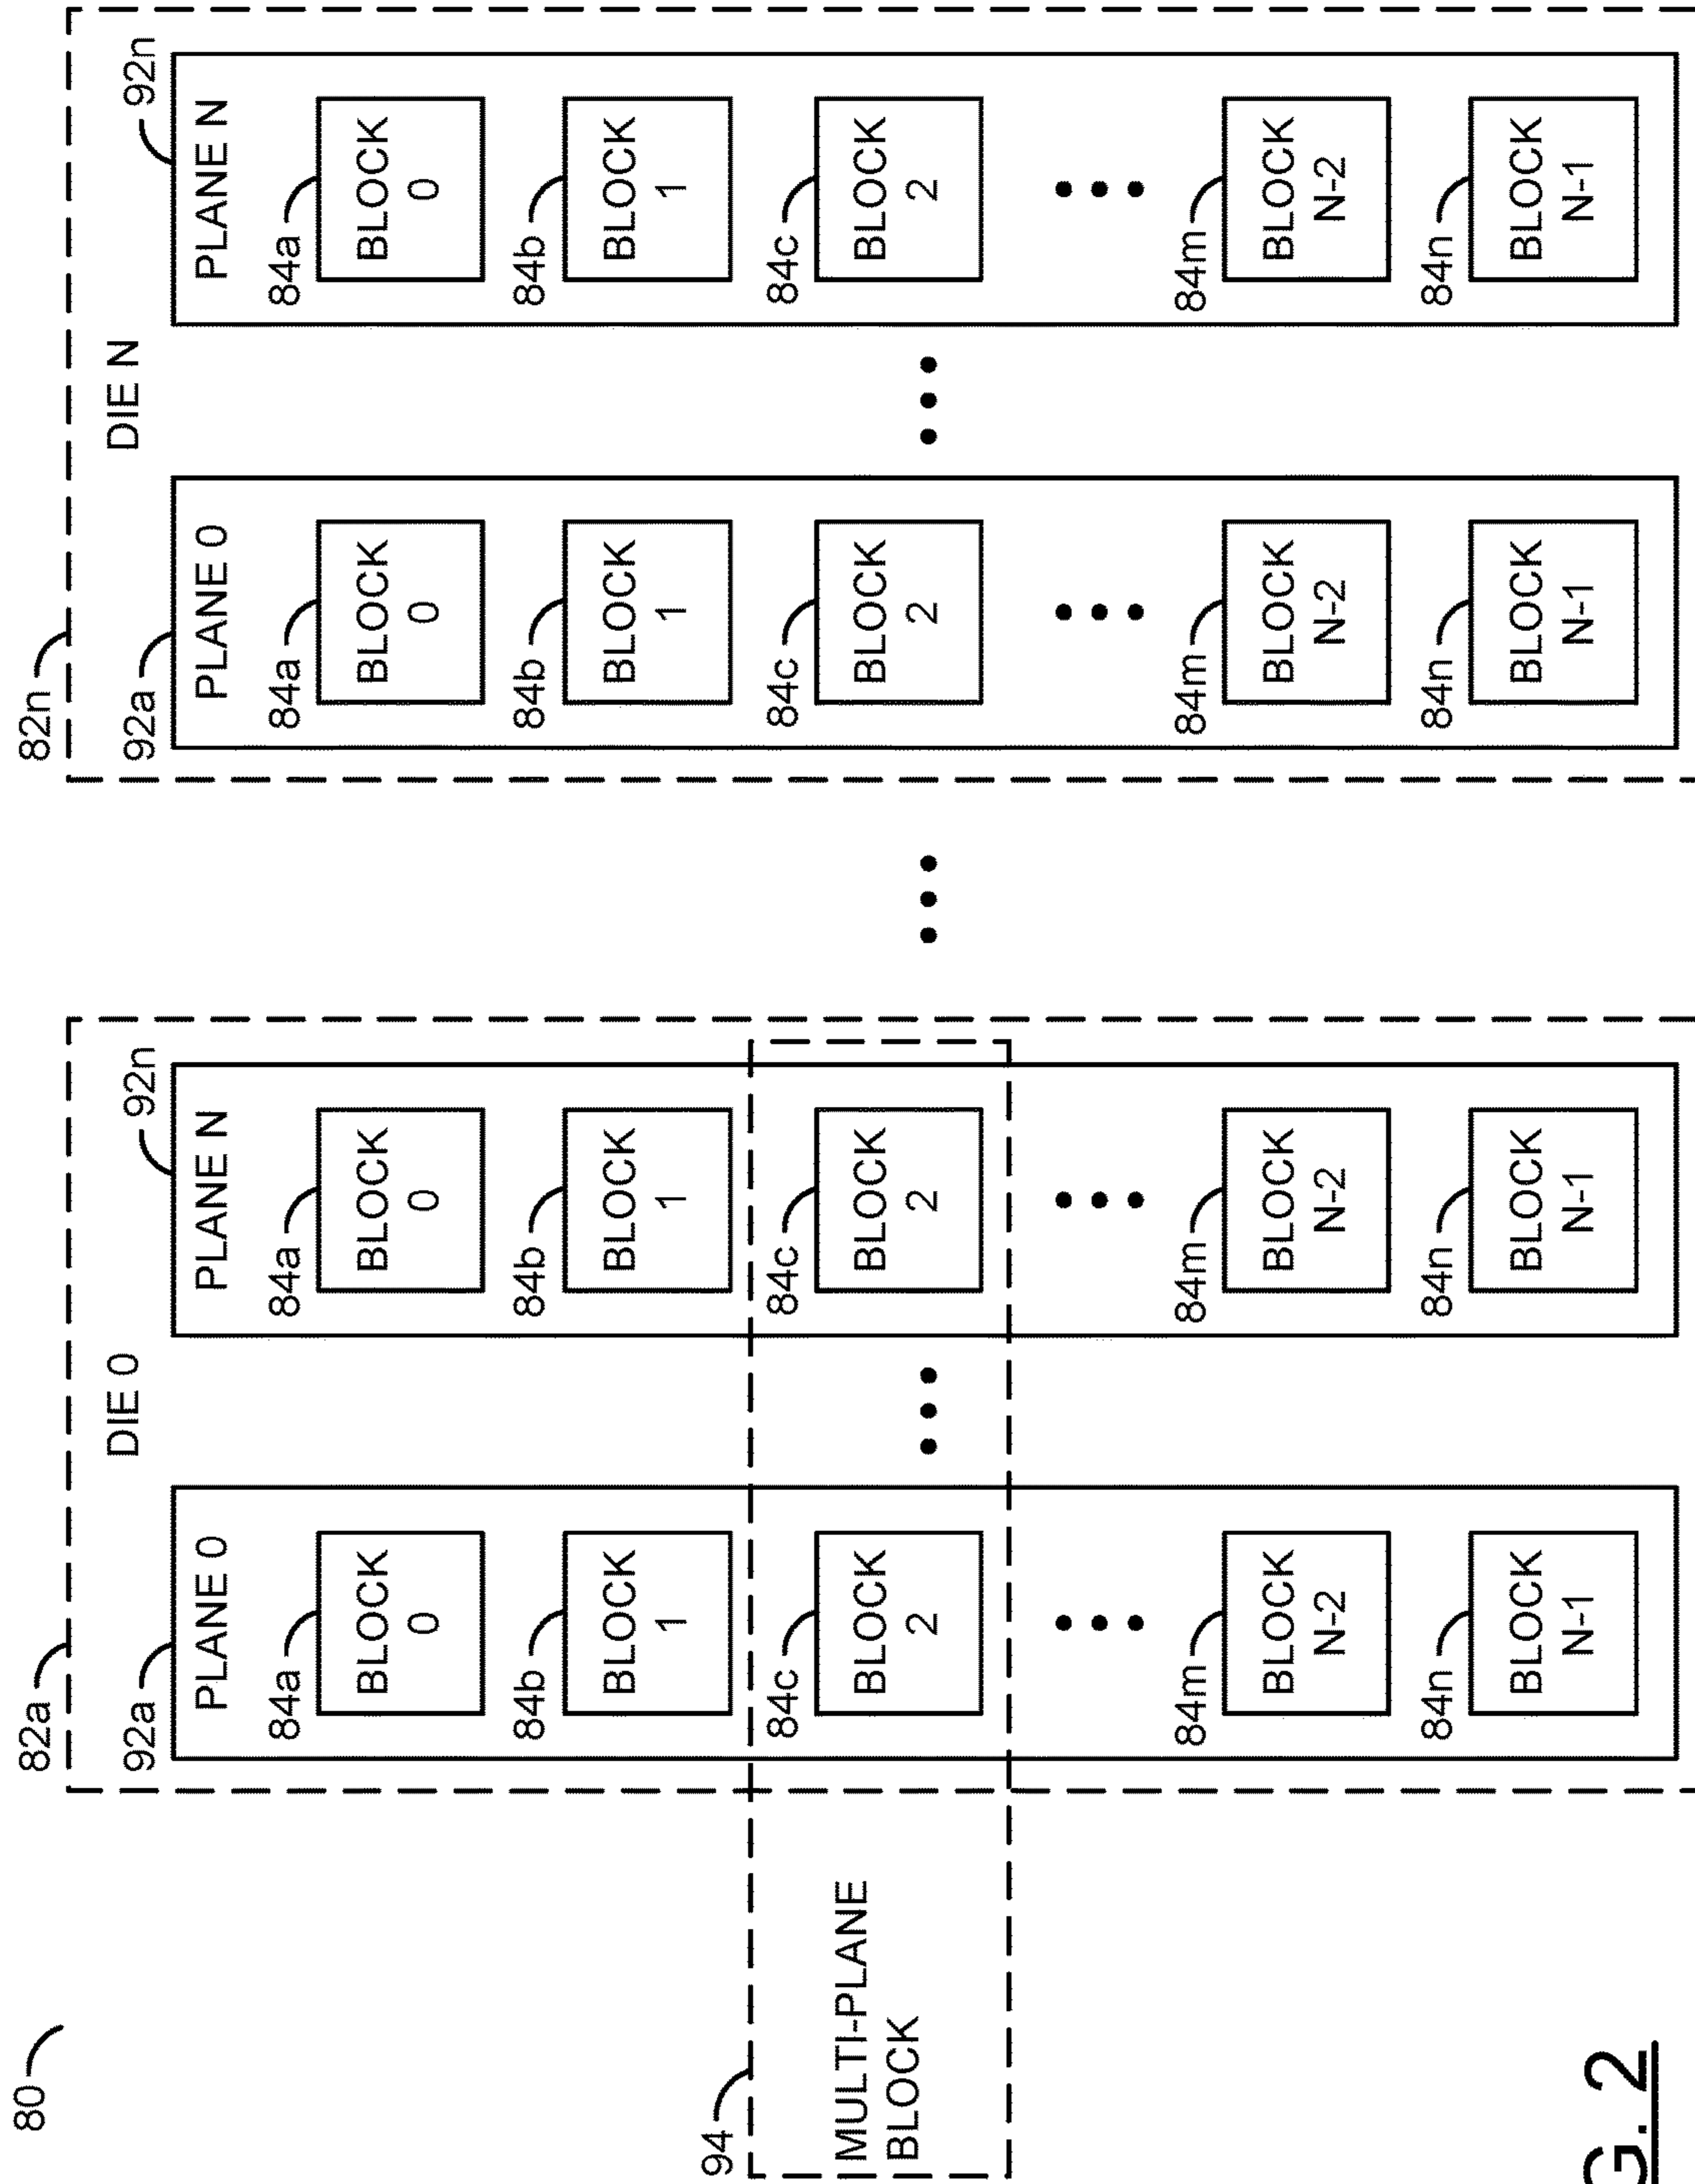 80
82a
82n
DIE 0
DIE N
92a
92n
92a
92n
PLANE 0
PLANE N
PLANE 0
PLANE N
84a
84a
84a
84a
BLOCK
0
BLOCK
0
BLOCK
0
BLOCK
0
84b
84b
84b
84b
BLOCK
1
BLOCK
1
BLOCK
1
BLOCK
1
94
MULTI-PLANE
BLOCK
84c
84c
84c
84c
BLOCK
2
BLOCK
2
BLOCK
2
BLOCK
2
84m
84m
84m
84m
BLOCK
N-2
BLOCK
N-2
BLOCK
N-2
BLOCK
N-2
84n
84n
84n
84n
BLOCK
N-1
BLOCK
N-1
BLOCK
N-1
BLOCK
N-1
G. 2